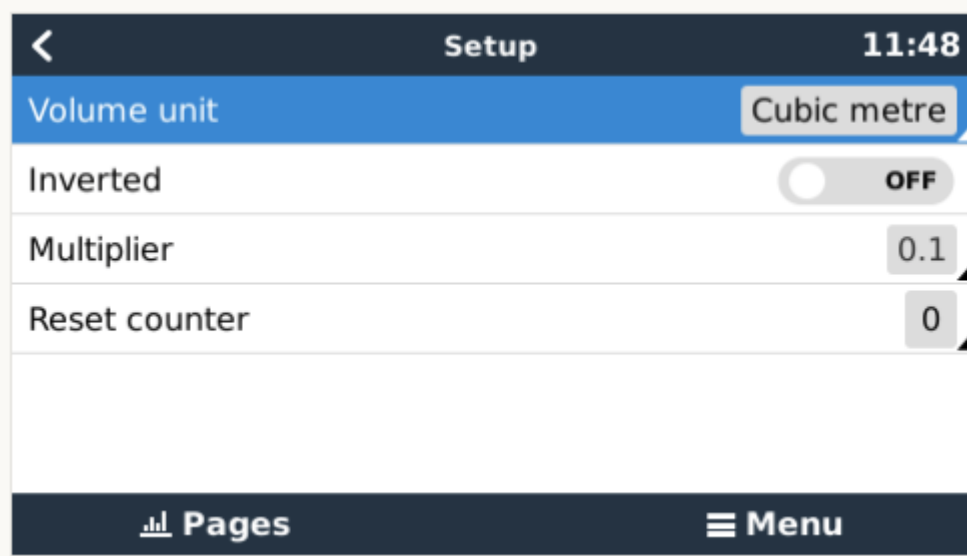 Setup 11:48
Volume unit Cubic metre
Inverted OFF
Multiplier 0.1
Reset counter 0
Pages Menu